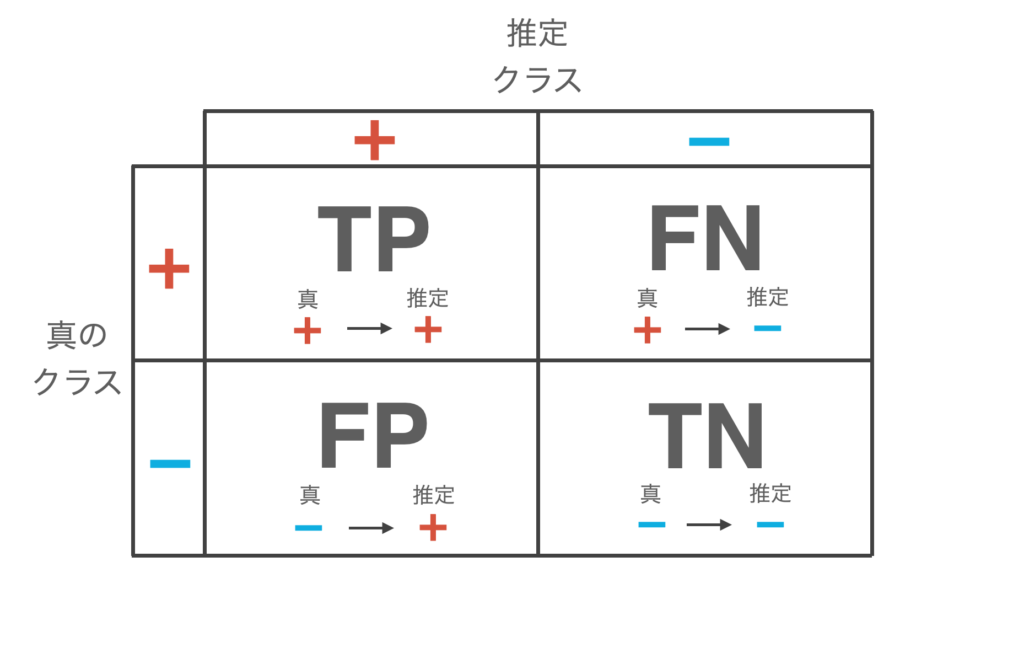 推定
クラス
+ −
+
TP FN
真 推定 真 推定
+ → + + → −
真の
クラス
−
FP TN
真 推定 真 推定
− → + − → −